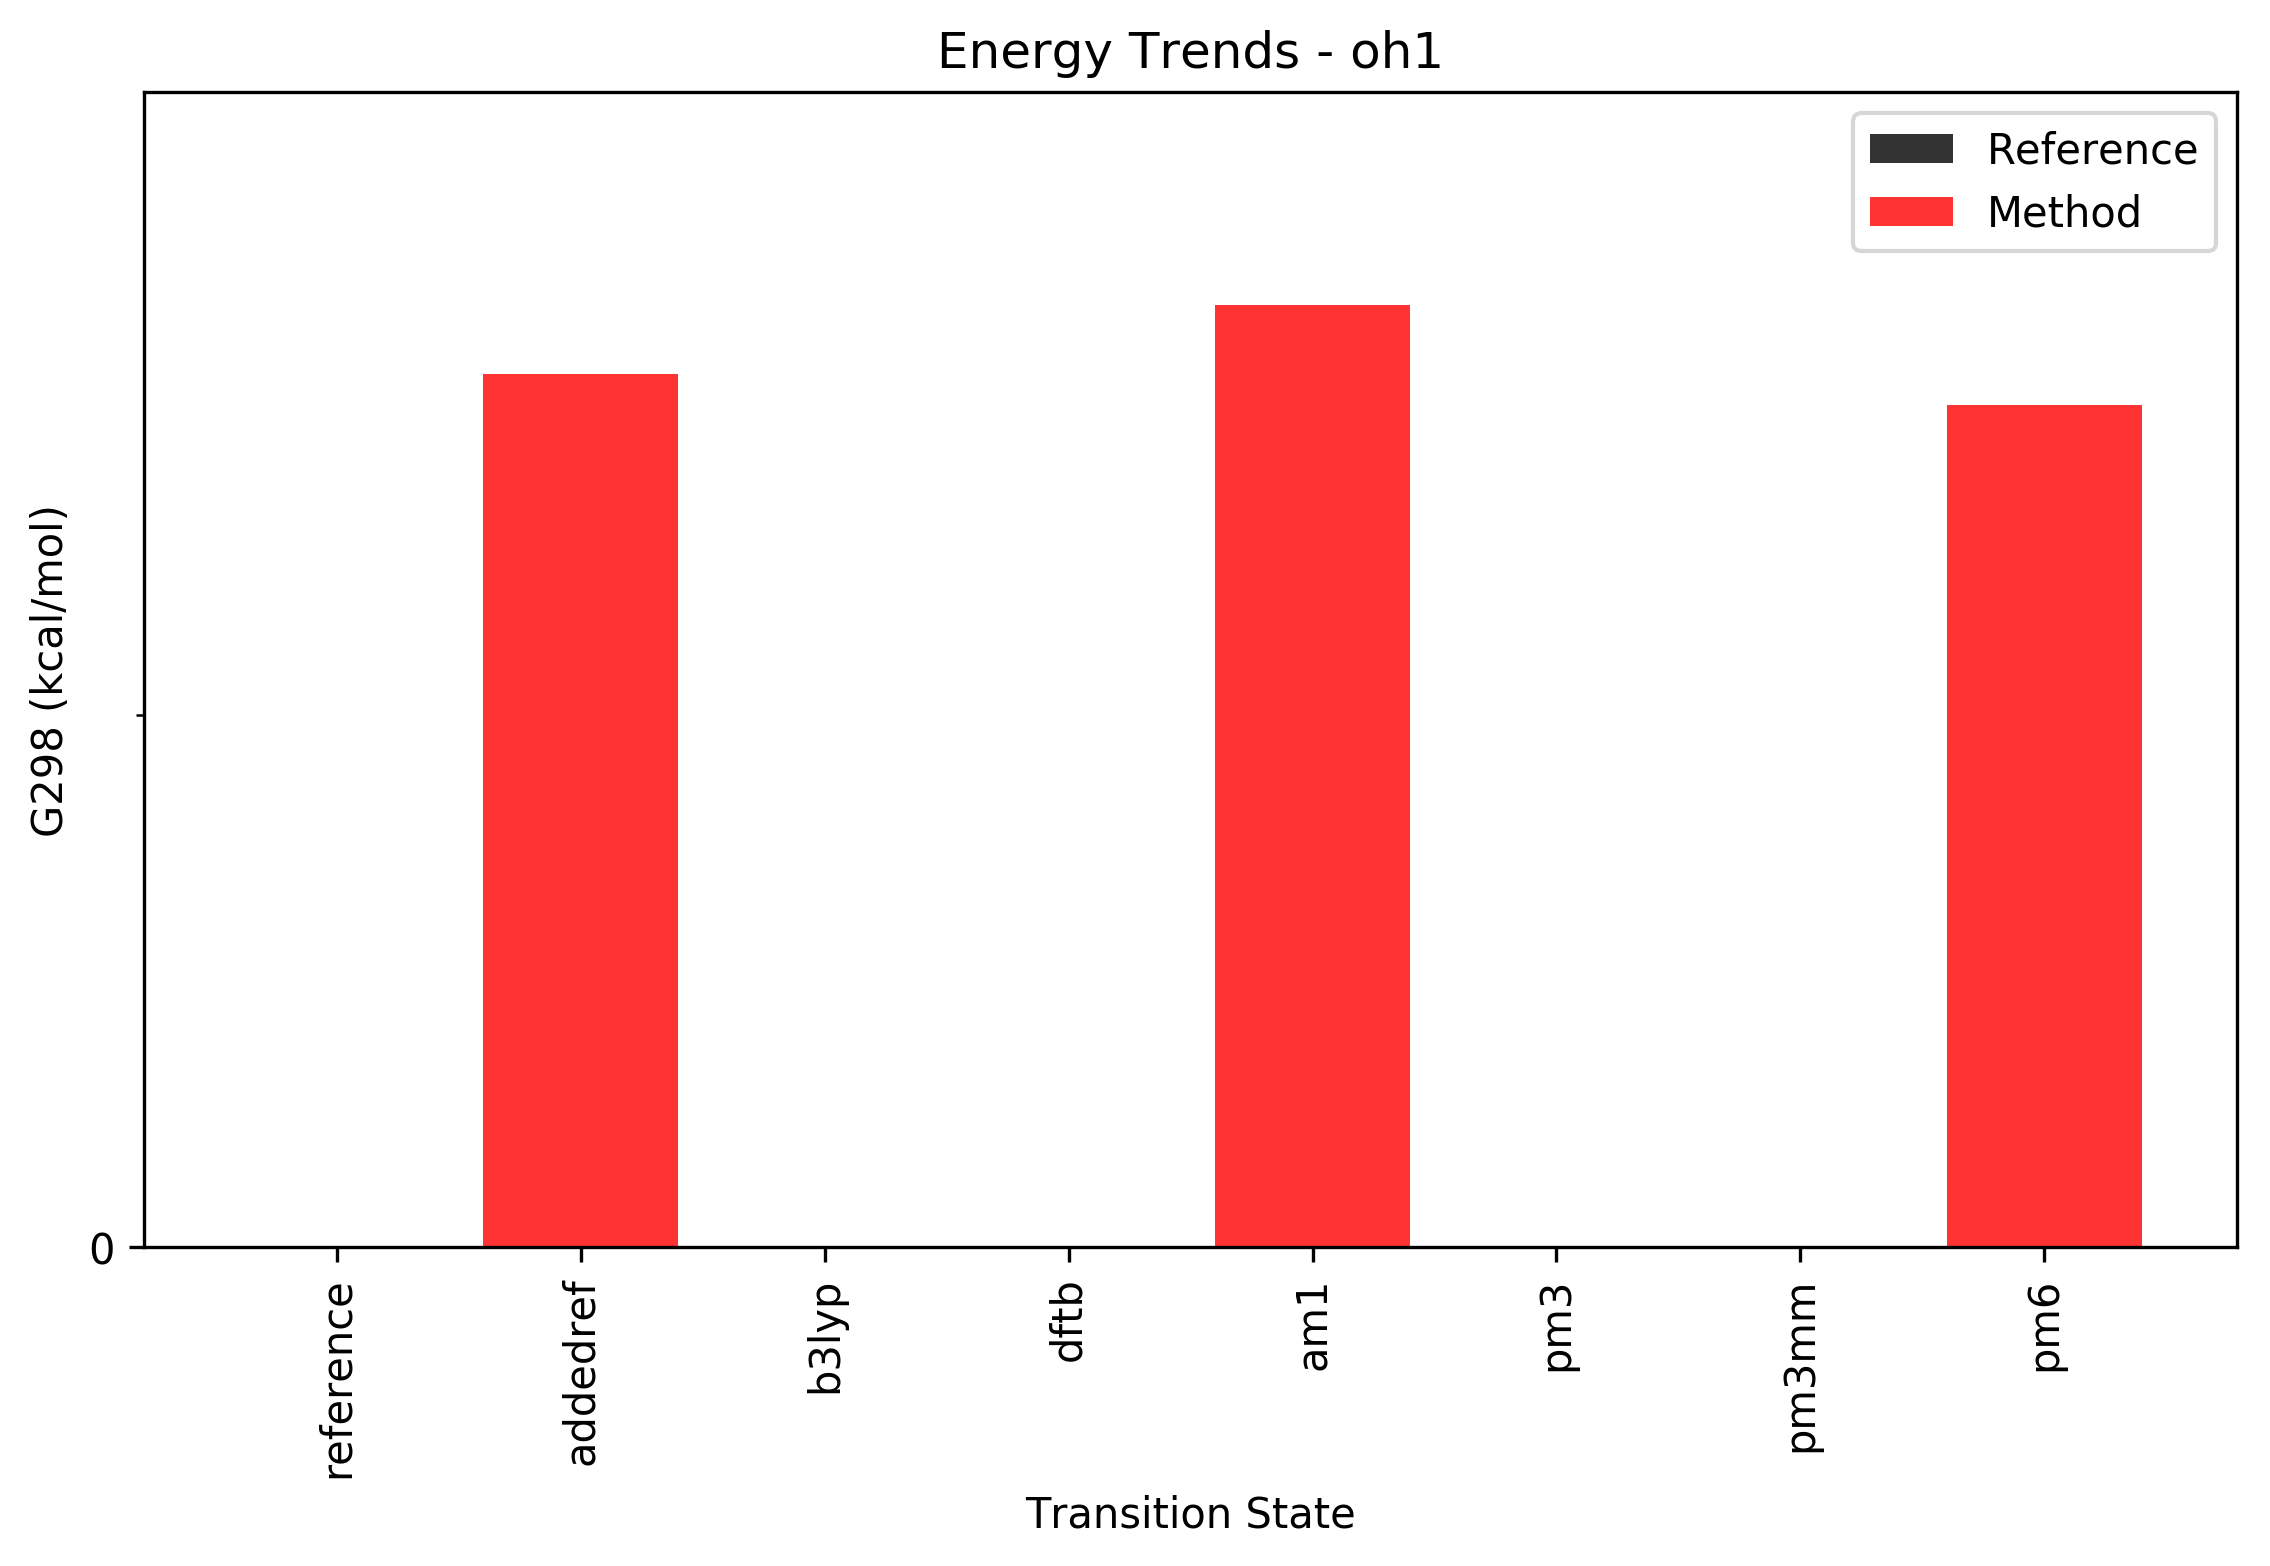 Energy Trends - oh1
Reference
Method
G298 (kcal/mol)
0
reference
addedref
b3lyp
dftb
am1
pm3
pm3mm
pm6
Transition State